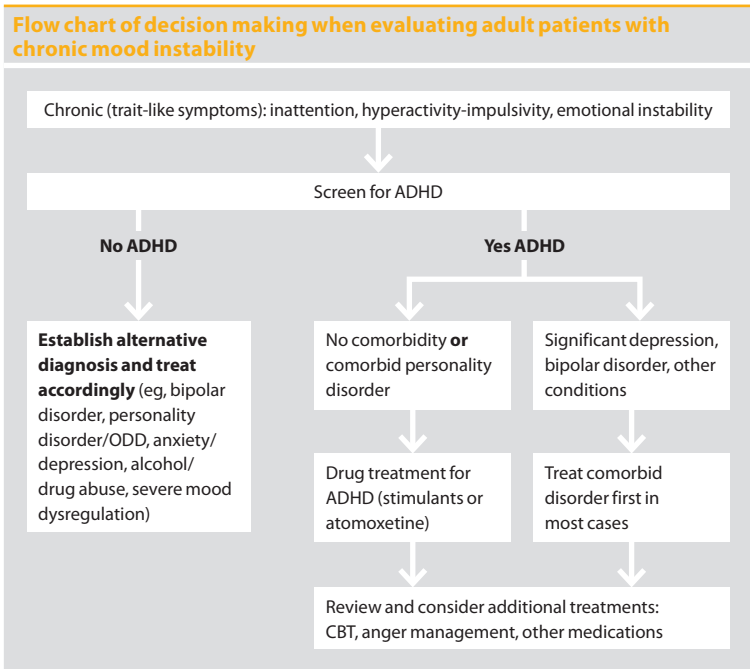 Flow chart of decision making when evaluating adult patients with
chronic mood instability
Chronic (trait-like symptoms): inattention, hyperactivity-impulsivity, emotional instability
Screen for ADHD
No ADHD
Yes ADHD
Establish alternative
diagnosis and treat
accordingly (eg, bipolar
disorder, personality
disorder/ODD, anxiety/
depression, alcohol/
drug abuse, severe mood
dysregulation)
No comorbidity or
comorbid personality
disorder
Significant depression,
bipolar disorder, other
conditions
Drug treatment for
ADHD (stimulants or
atomoxetine)
Treat comorbid
disorder first in
most cases
Review and consider additional treatments:
CBT, anger management, other medications